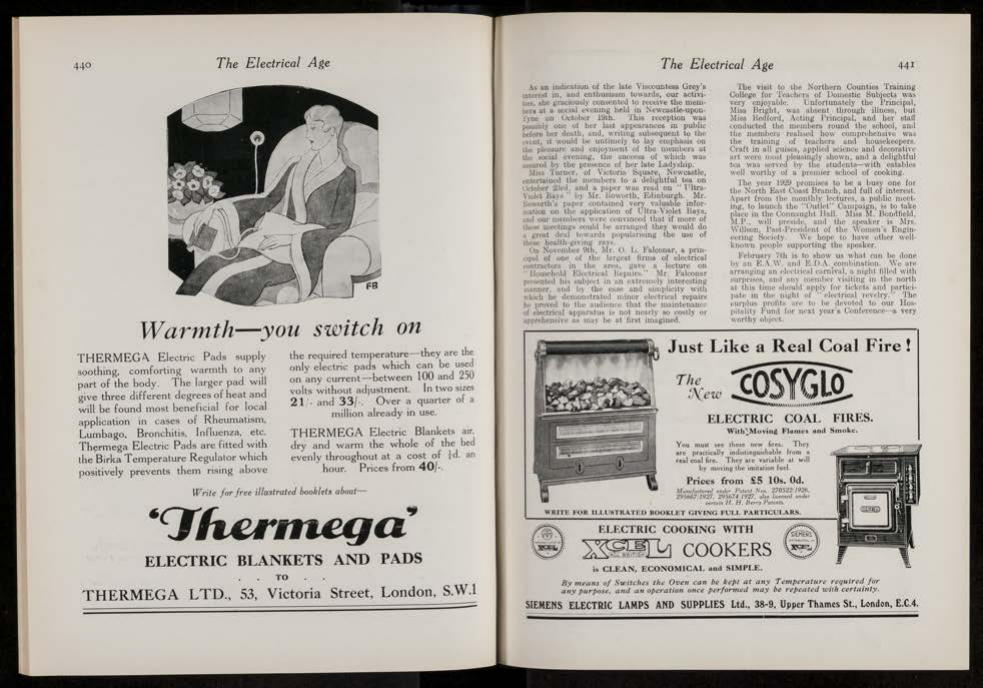 440
The Electrical Age
FB
Warmth—you switch on
THERMEGA Electric Pads supply
soothing, comforting warmth to any
part of the body. The larger pad will
give three different degrees of heat and
will be found most beneficial for local
application in cases of Rheumatism,
Lumbago, Bronchitis, Influenza, etc.
Thermega Electric Pads are fitted with
the Birka Temperature Regulator which
positively prevents them rising above
the required temperature—they are the
only electric pads which can be used
on any current—between 100 and 250
volts without adjustment. In two sizes
21/- and 33/-. Over a quarter of a
million already in use.
THERMEGA Electric Blankets air,
dry and warm the whole of the bed
evenly throughout at a cost of ½d. an
hour. Prices from 40/-.
Write for free illustrated booklets about—
'Thermega'
ELECTRIC BLANKETS AND PADS
. . TO . .
THERMEGA LTD., 53, Victoria Street, London, S.W.1
The Electrical Age
441
As an indication of the late Viscountess Grey's
interest in, and enthusiasm towards, our activi-
ties, she graciously consented to receive the mem-
bers at a social evening held in Newcastle-upon-
Tyne on October 19th. This reception was
possibly one of her last appearances in public
before her death, and, writing subsequent to the
event, it would be untimely to lay emphasis on
the pleasure and enjoyment of the members at
the social evening, the success of which was
assured by the presence of her late Ladyship.
Miss Turner, of Victoria Square, Newcastle,
entertained the members to a delightful tea on
October 23rd, and a paper was read on "Ultra-
Violet Rays" by Mr. Boworth, Edinburgh. Mr.
Boworth's paper contained very valuable infor-
mation on the application of Ultra-Violet Rays,
and our members were convinced that if more of
these meetings could be arranged they would do
a great deal towards popularising the use of
these health-giving rays.
On November 9th, Mr. O. L. Falconar, a prin-
cipal of one of the largest firms of electrical
contractors in the area, gave a lecture on
"Household Electrical Repairs." Mr. Falconar
presented his subject in an extremely interesting
manner, and by the ease and simplicity with
which he demonstrated minor electrical repairs
he proved to the audience that the maintenance
of electrical apparatus is not nearly so costly or
apprehensive as may be at first imagined.
The visit to the Northern Counties Training
College for Teachers of Domestic Subjects was
very enjoyable. Unfortunately the Principal,
Miss Bright, was absent through illness, but
Miss Redford, Acting Principal, and her staff
conducted the members round the school, and
the members realised how comprehensive was
the training of teachers and housekeepers.
Craft in all guises, applied science and decorative
art were most pleasingly shown, and a delightful
tea was served by the students—with eatables
well worthy of a premier school of cooking.
The year 1929 promises to be a busy one for
the North East Coast Branch, and full of interest.
Apart from the monthly lectures, a public meet-
ing, to launch the "Outlet" Campaign, is to take
place in the Connaught Hall. Miss M. Bondfield,
M.P., will preside, and the speaker is Mrs.
Willson, Past-President of the Women's Engin-
eering Society. We hope to have other well-
known people supporting the speaker.
February 7th is to show us what can be done
by an E.A.W. and E.D.A. combination. We are
arranging an electrical carnival, a night filled with
surprises, and any member visiting in the north
at this time should apply for tickets and partici-
pate in the night of "electrical revelry." The
surplus profits are to be devoted to our Hos-
pitality Fund for next year's Conference—a very
worthy object.
Just Like a Real Coal Fire!
The New COSYGLO
ELECTRIC COAL FIRES.
With Moving Flames and Smoke.
You must see these new fires. They
are practically indistinguishable from a
real coal fire. They are variable at will
by moving the imitation fuel.
Prices from £5 10s. 0d.
Manufactured under Patent Nos. 270522/1926,
295667/1927, 295674/1927, also licensed under
certain H. H. Berry Patents.
WRITE FOR ILLUSTRATED BOOKLET GIVING FULL PARTICULARS.
ELECTRIC COOKING WITH
XCEL COOKERS
ALL BRITISH
is CLEAN, ECONOMICAL and SIMPLE.
SIEMENS
XCEL
By means of Switches the Oven can be kept at any Temperature required for
any purpose, and an operation once performed may be repeated with certainty.
SIEMENS ELECTRIC LAMPS AND SUPPLIES Ltd., 38-9, Upper Thames St., London, E.C.4.